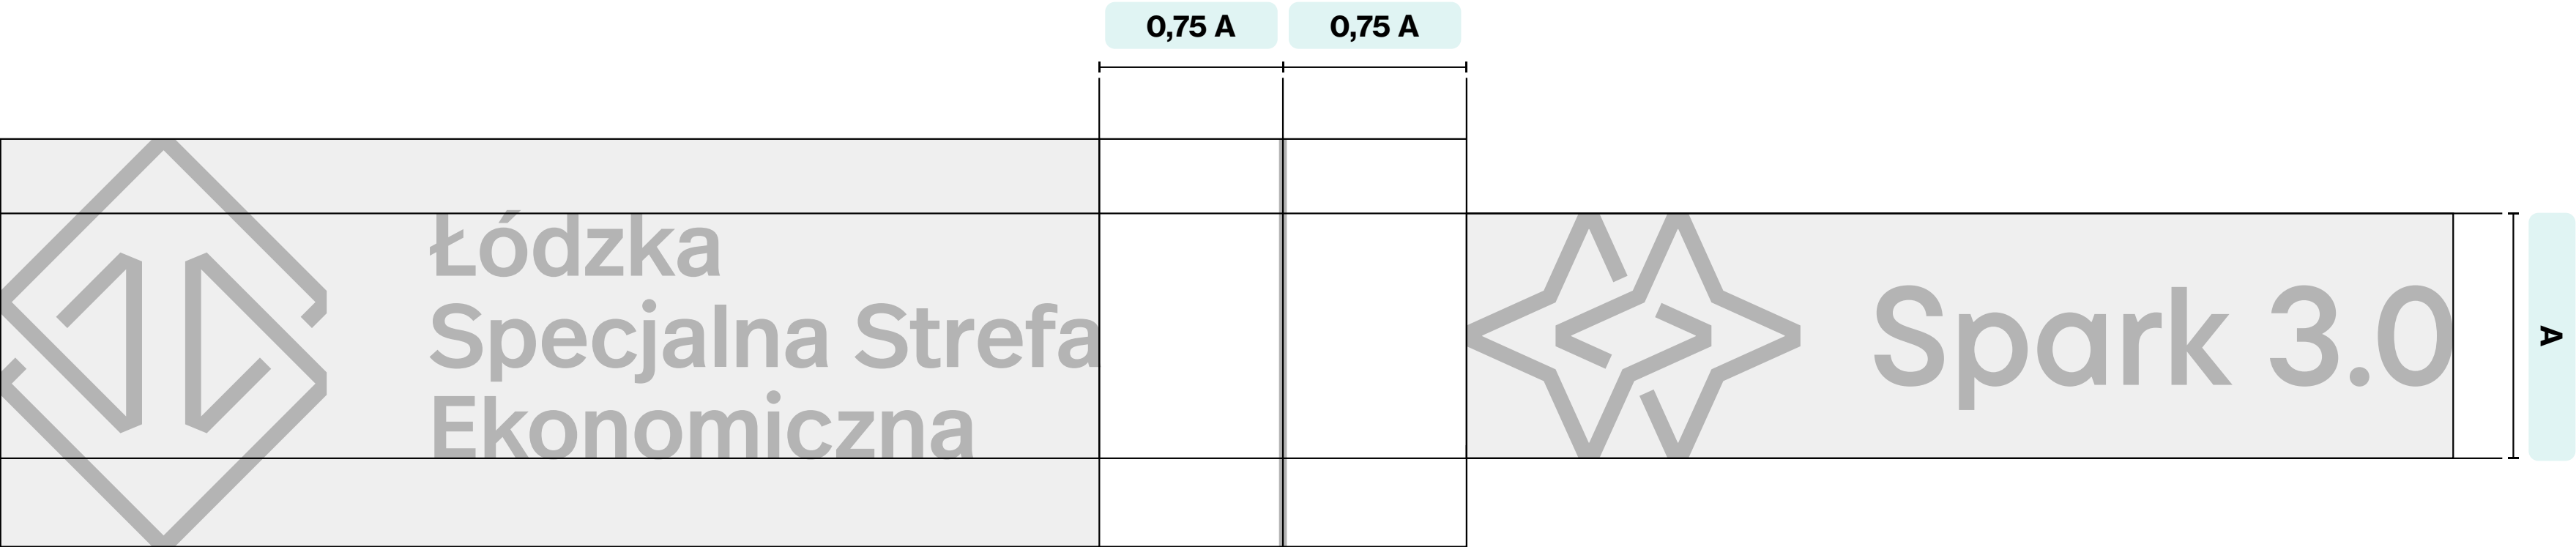 0,75 A
0,75 A
Łódzka
Specjalna Strefa
Ekonomiczna
Spark 3.0
A